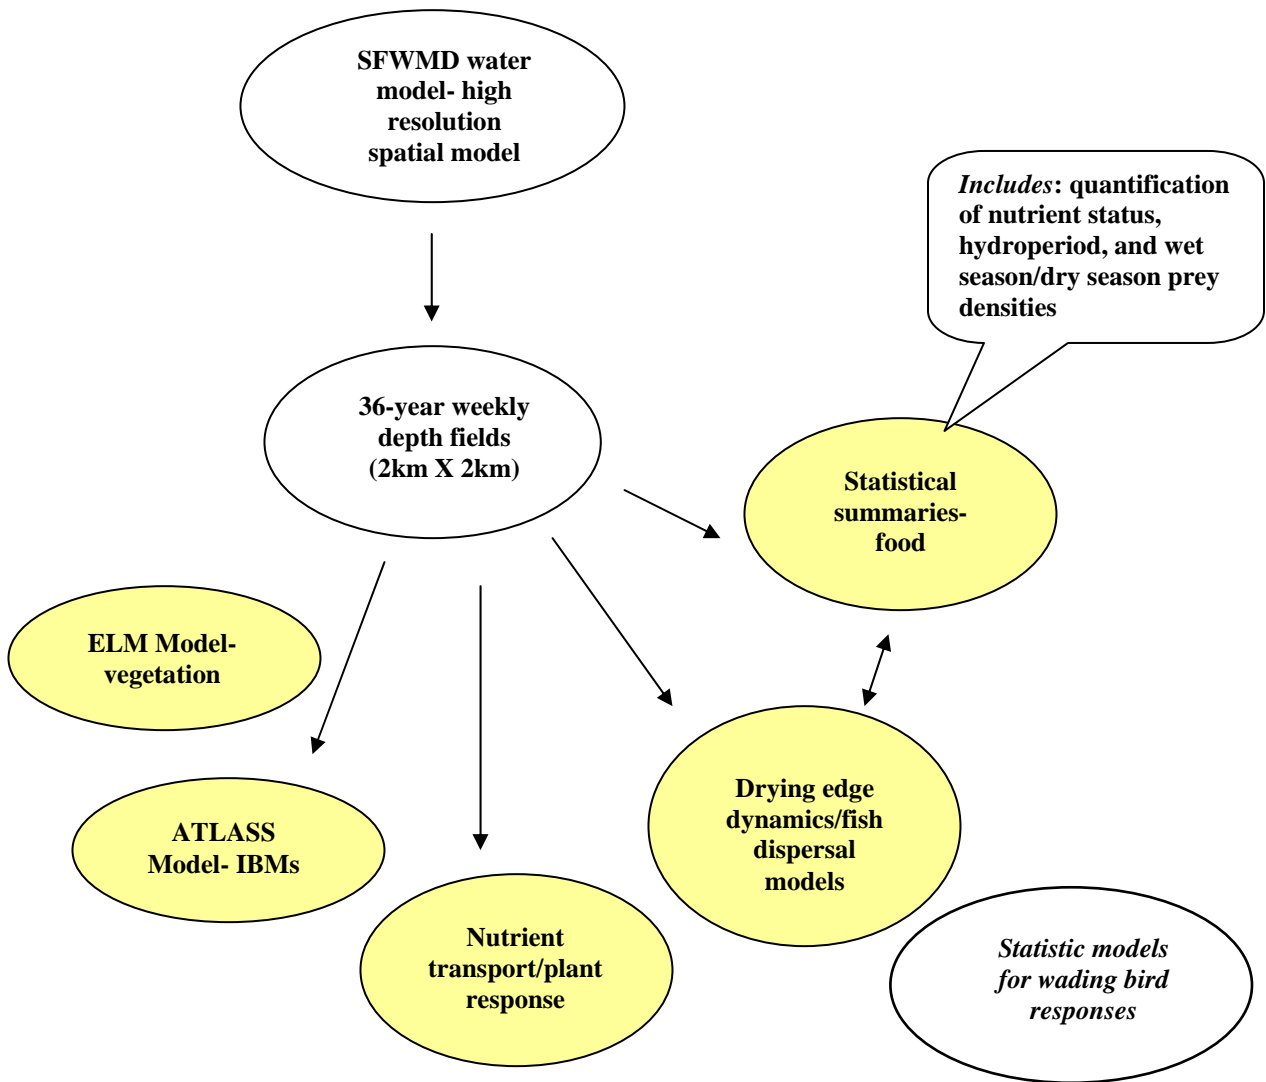 SFWMD water
model- high
resolution
spatial model
Includes: quantification
of nutrient status,
hydroperiod, and wet
season/dry season prey
densities
36-year weekly
depth fields
(2km X 2km)
Statistical
summaries-
food
ELM Model-
vegetation
ATLASS
Model- IBMs
Drying edge
dynamics/fish
dispersal
models
Nutrient
transport/plant
response
Statistic models
for wading bird
responses